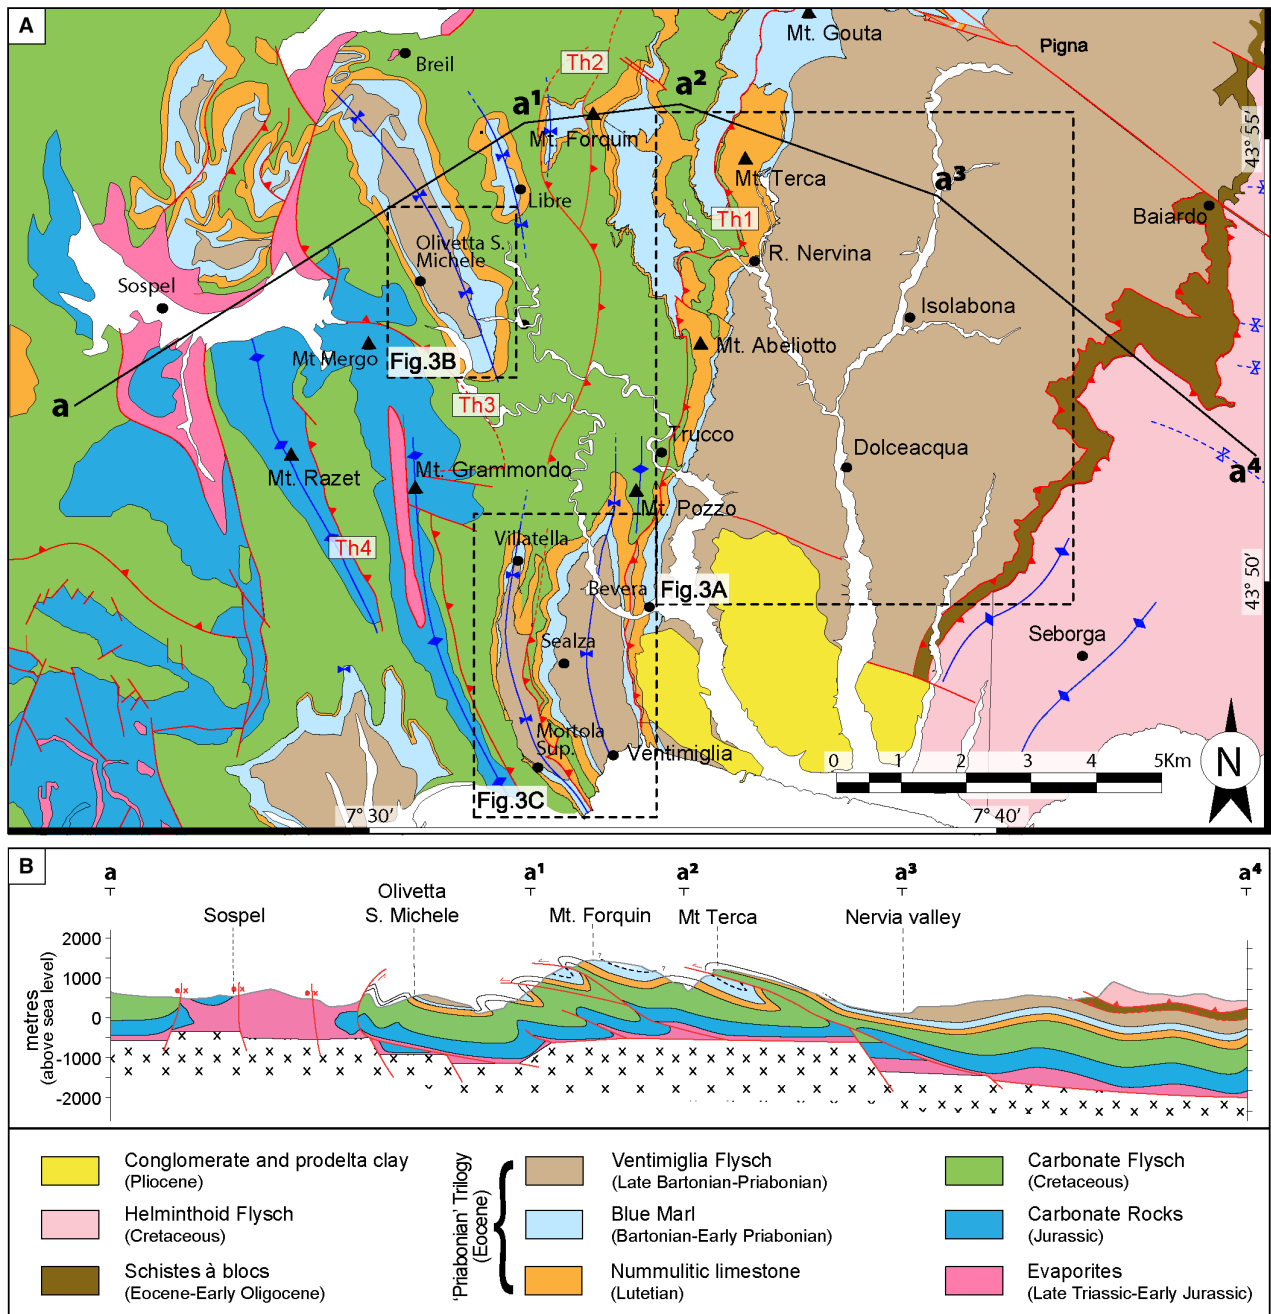 A
Mt. Gouta
Pigna
Breil
Th2
a¹
a²
Mt. Forquin
43° 55'
Mt. Terca
a³
Libre
Th1
Baiardo
Olivetta S.
Michele
R. Nervina
Sospel
Isolabona
Mt Mergo
Fig.3B
Mt. Abeliotto
a
Th3
Trucco
Dolceacqua
a⁴
Mt. Razet
Mt. Grammondo
Mt. Pozzo
Th4
Villatella
Bevera
Fig.3A
43° 50'
Sealza
Seborga
Mortola
Sup.
Ventimiglia
0 1 2 3 4 5Km
N
Fig.3C
7° 30'
7° 40'
B
a a¹ a² a³ a⁴
Olivetta
Sospel S. Michele Mt. Forquin Mt Terca Nervia valley
metres
(above sea level)
2000
1000
0
-1000
-2000
? ?
Conglomerate and prodelta clay
(Pliocene)
Helminthoid Flysch
(Cretaceous)
Schistes à blocs
(Eocene-Early Oligocene)
'Priabonian' Trilogy
(Eocene)
Ventimiglia Flysch
(Late Bartonian-Priabonian)
Blue Marl
(Bartonian-Early Priabonian)
Nummulitic limestone
(Lutetian)
Carbonate Flysch
(Cretaceous)
Carbonate Rocks
(Jurassic)
Evaporites
(Late Triassic-Early Jurassic)